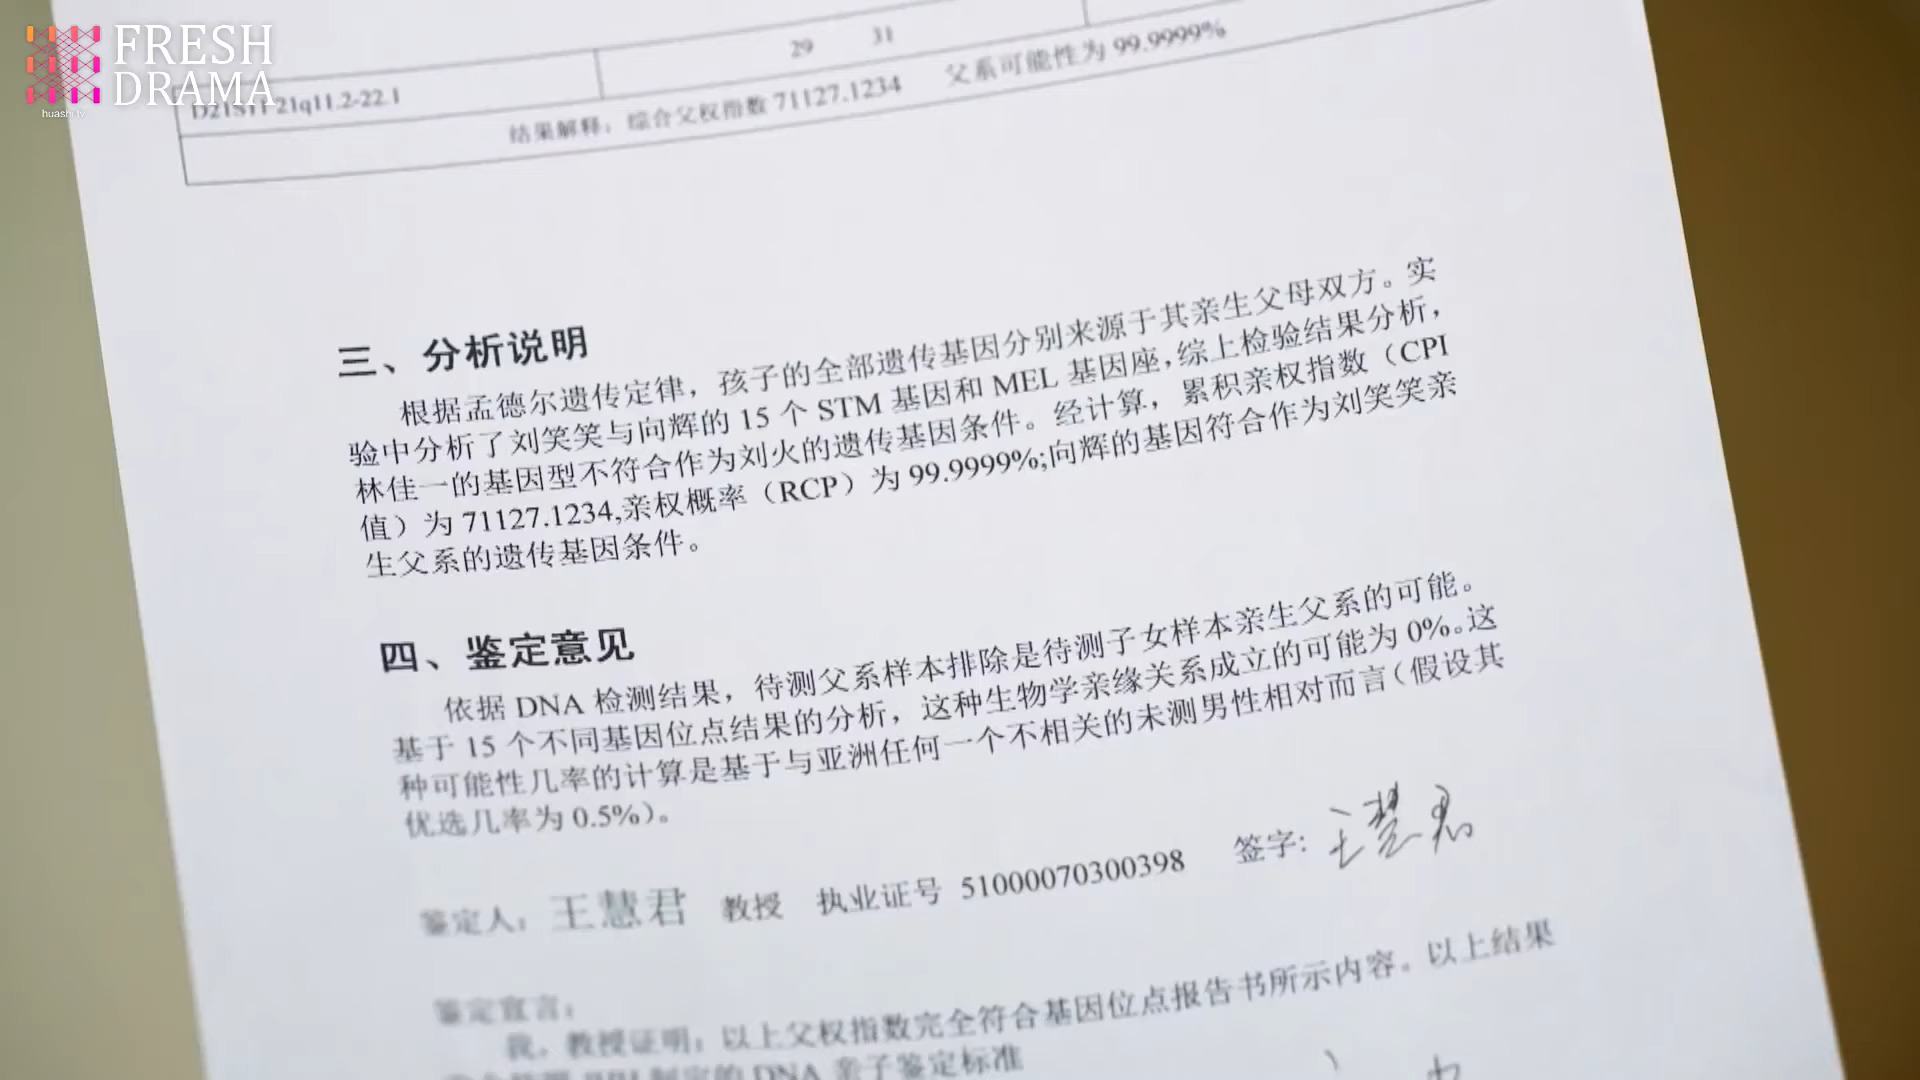 FRESH
DRAMA
huashi.tv
29 31
D21S11-21q11.2-22.1
结果解释：综合父权指数 71127.1234 父系可能性为 99.9999%
三、分析说明
根据孟德尔遗传定律，孩子的全部遗传基因分别来源于其亲生父母双方。实
验中分析了刘笑笑与向辉的 15 个 STM 基因和 MEL 基因座,综上检验结果分析，
林佳一的基因型不符合作为刘火的遗传基因条件。经计算，累积亲权指数（CPI
值）为 71127.1234,亲权概率（RCP）为 99.9999%;向辉的基因符合作为刘笑笑亲
生父系的遗传基因条件。
四、鉴定意见
依据 DNA 检测结果，待测父系样本排除是待测子女样本亲生父系的可能。
基于 15 个不同基因位点结果的分析，这种生物学亲缘关系成立的可能为 0%。这
种可能性几率的计算是基于与亚洲任何一个不相关的未测男性相对而言（假设其
优选几率为 0.5%）。
鉴定人：王慧君 教授 执业证号 51000070300398 签字: 王慧君
鉴定宣言：
我，教授证明，以上父权指数完全符合基因位点报告书所示内容。以上结果
制定的 DNA 亲子鉴定标准